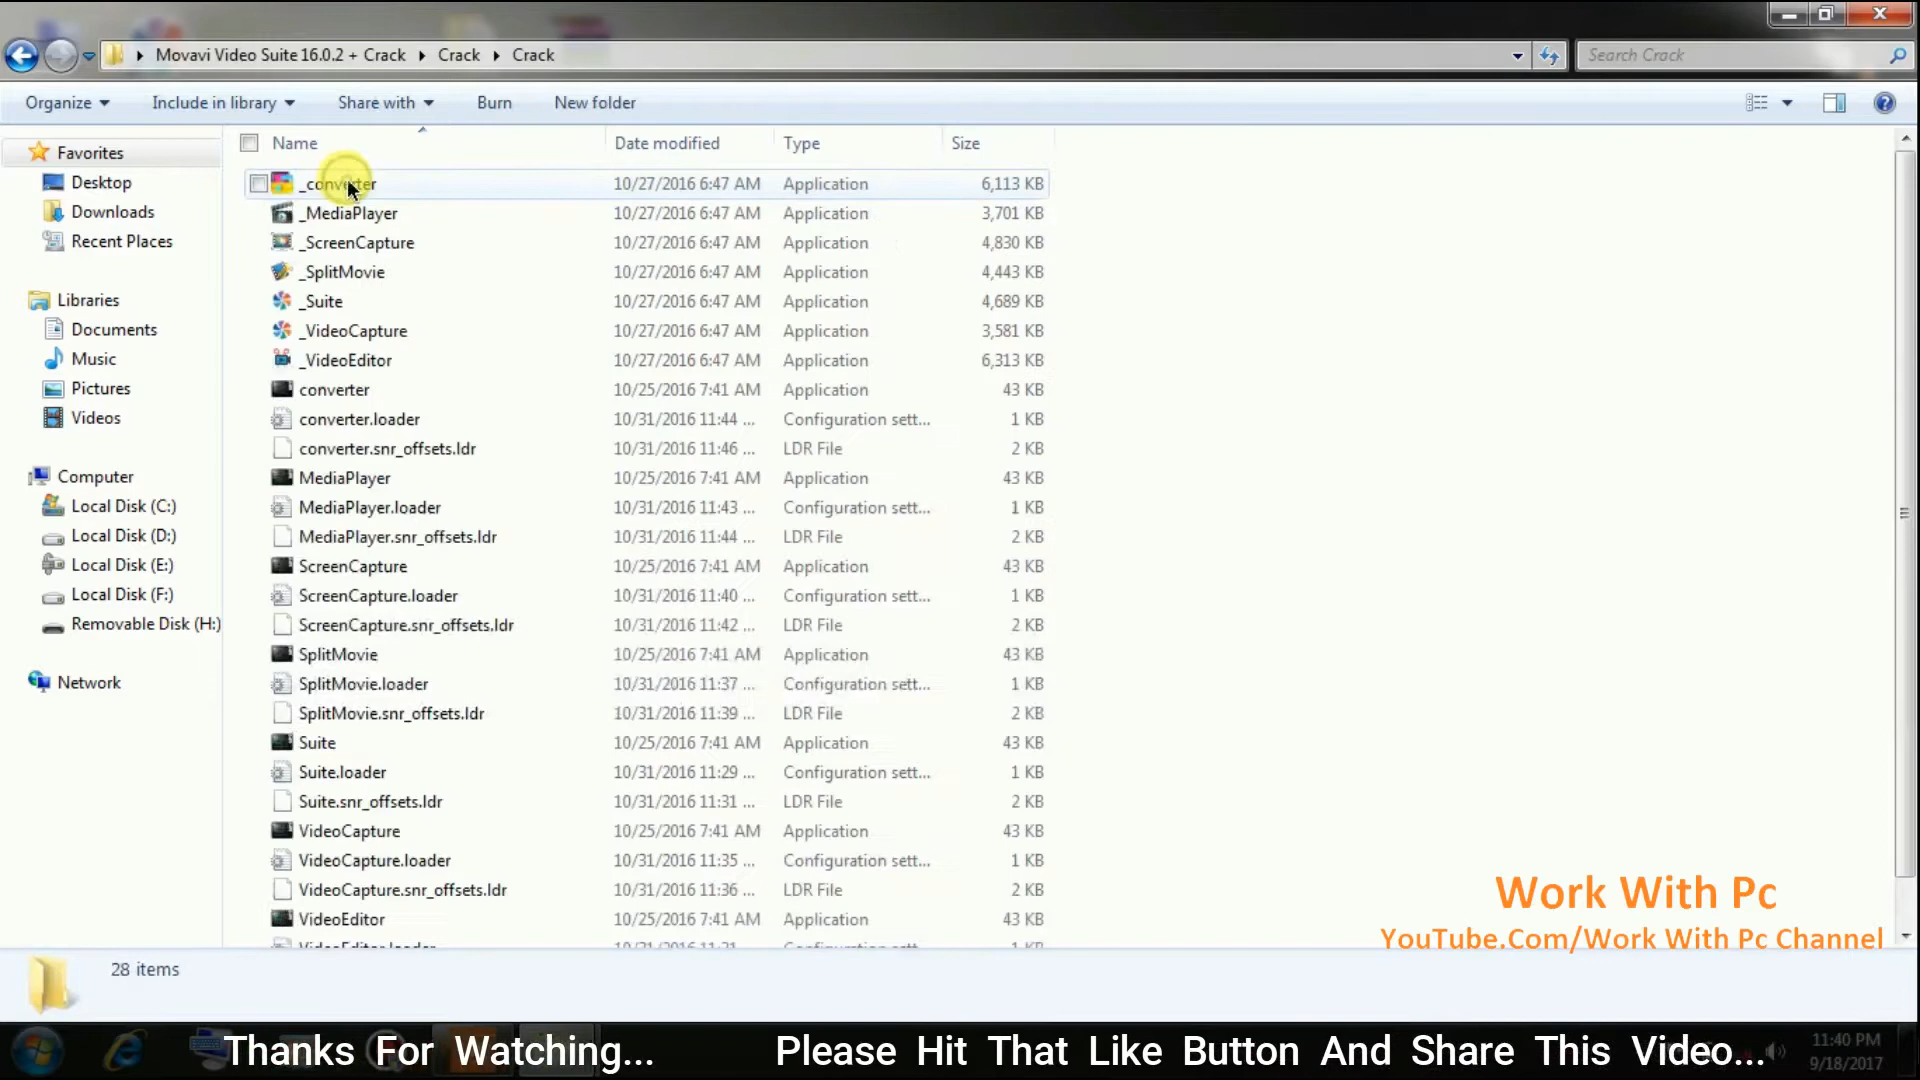 Movavi Video Suite 16.0.2 + Crack Crack Crack
Search Crack
Organize Include in library Share with Burn New folder
Name Date modified Type Size
Favorites
Desktop
Downloads
Recent Places
Libraries
Documents
Music
Pictures
Videos
Computer
Local Disk (C:)
Local Disk (D:)
Local Disk (E:)
Local Disk (F:)
Removable Disk (H:)
Network
_converter 10/27/2016 6:47 AM Application 6,113 KB
_MediaPlayer 10/27/2016 6:47 AM Application 3,701 KB
_ScreenCapture 10/27/2016 6:47 AM Application 4,830 KB
_SplitMovie 10/27/2016 6:47 AM Application 4,443 KB
_Suite 10/27/2016 6:47 AM Application 4,689 KB
_VideoCapture 10/27/2016 6:47 AM Application 3,581 KB
_VideoEditor 10/27/2016 6:47 AM Application 6,313 KB
converter 10/25/2016 7:41 AM Application 43 KB
converter.loader 10/31/2016 11:44 ... Configuration sett... 1 KB
converter.snr_offsets.ldr 10/31/2016 11:46 ... LDR File 2 KB
MediaPlayer 10/25/2016 7:41 AM Application 43 KB
MediaPlayer.loader 10/31/2016 11:43 ... Configuration sett... 1 KB
MediaPlayer.snr_offsets.ldr 10/31/2016 11:44 ... LDR File 2 KB
ScreenCapture 10/25/2016 7:41 AM Application 43 KB
ScreenCapture.loader 10/31/2016 11:40 ... Configuration sett... 1 KB
ScreenCapture.snr_offsets.ldr 10/31/2016 11:42 ... LDR File 2 KB
SplitMovie 10/25/2016 7:41 AM Application 43 KB
SplitMovie.loader 10/31/2016 11:37 ... Configuration sett... 1 KB
SplitMovie.snr_offsets.ldr 10/31/2016 11:39 ... LDR File 2 KB
Suite 10/25/2016 7:41 AM Application 43 KB
Suite.loader 10/31/2016 11:29 ... Configuration sett... 1 KB
Suite.snr_offsets.ldr 10/31/2016 11:31 ... LDR File 2 KB
VideoCapture 10/25/2016 7:41 AM Application 43 KB
VideoCapture.loader 10/31/2016 11:35 ... Configuration sett... 1 KB
VideoCapture.snr_offsets.ldr 10/31/2016 11:36 ... LDR File 2 KB
VideoEditor 10/25/2016 7:41 AM Application 43 KB
Work With Pc
YouTube.Com/Work With Pc Channel
28 items
Thanks For Watching... Please Hit That Like Button And Share This Video...
11:40 PM
9/18/2017